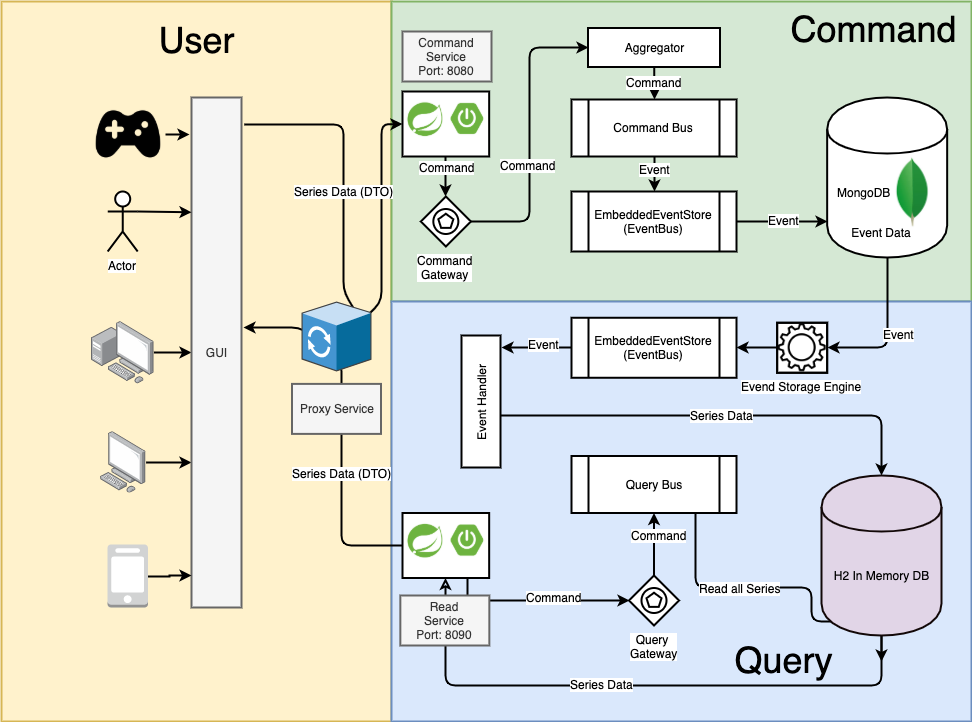 User
Command
Command
Service
Port: 8080
Aggregator
Command
Command Bus
Command
Command
Event
Series Data (DTO)
EmbeddedEventStore
(EventBus)
Event
MongoDB
Event Data
Command
Gateway
Actor
GUI
Proxy Service
Series Data (DTO)
Event
EmbeddedEventStore
(EventBus)
Event
Evend Storage Engine
Event Handler
Series Data
Query Bus
Command
H2 In Memory DB
Read all Series
Command
Read
Service
Port: 8090
Query
Gateway
Query
Series Data